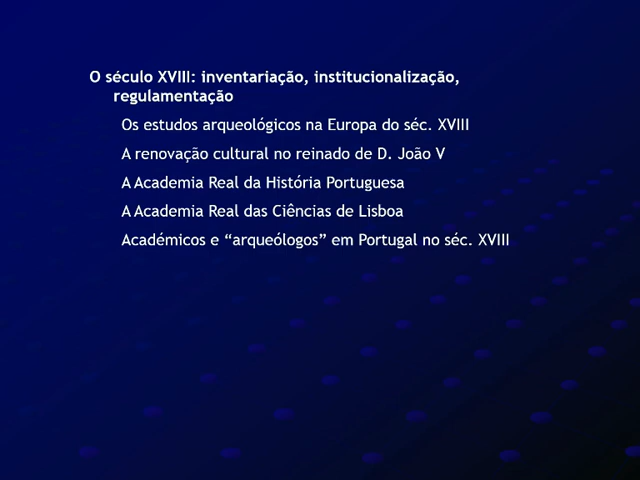 O século XVIII: inventariação, institucionalização,
regulamentação
Os estudos arqueológicos na Europa do séc. XVIII
A renovação cultural no reinado de D. João V
A Academia Real da História Portuguesa
A Academia Real das Ciências de Lisboa
Académicos e “arqueólogos” em Portugal no séc. XVIII